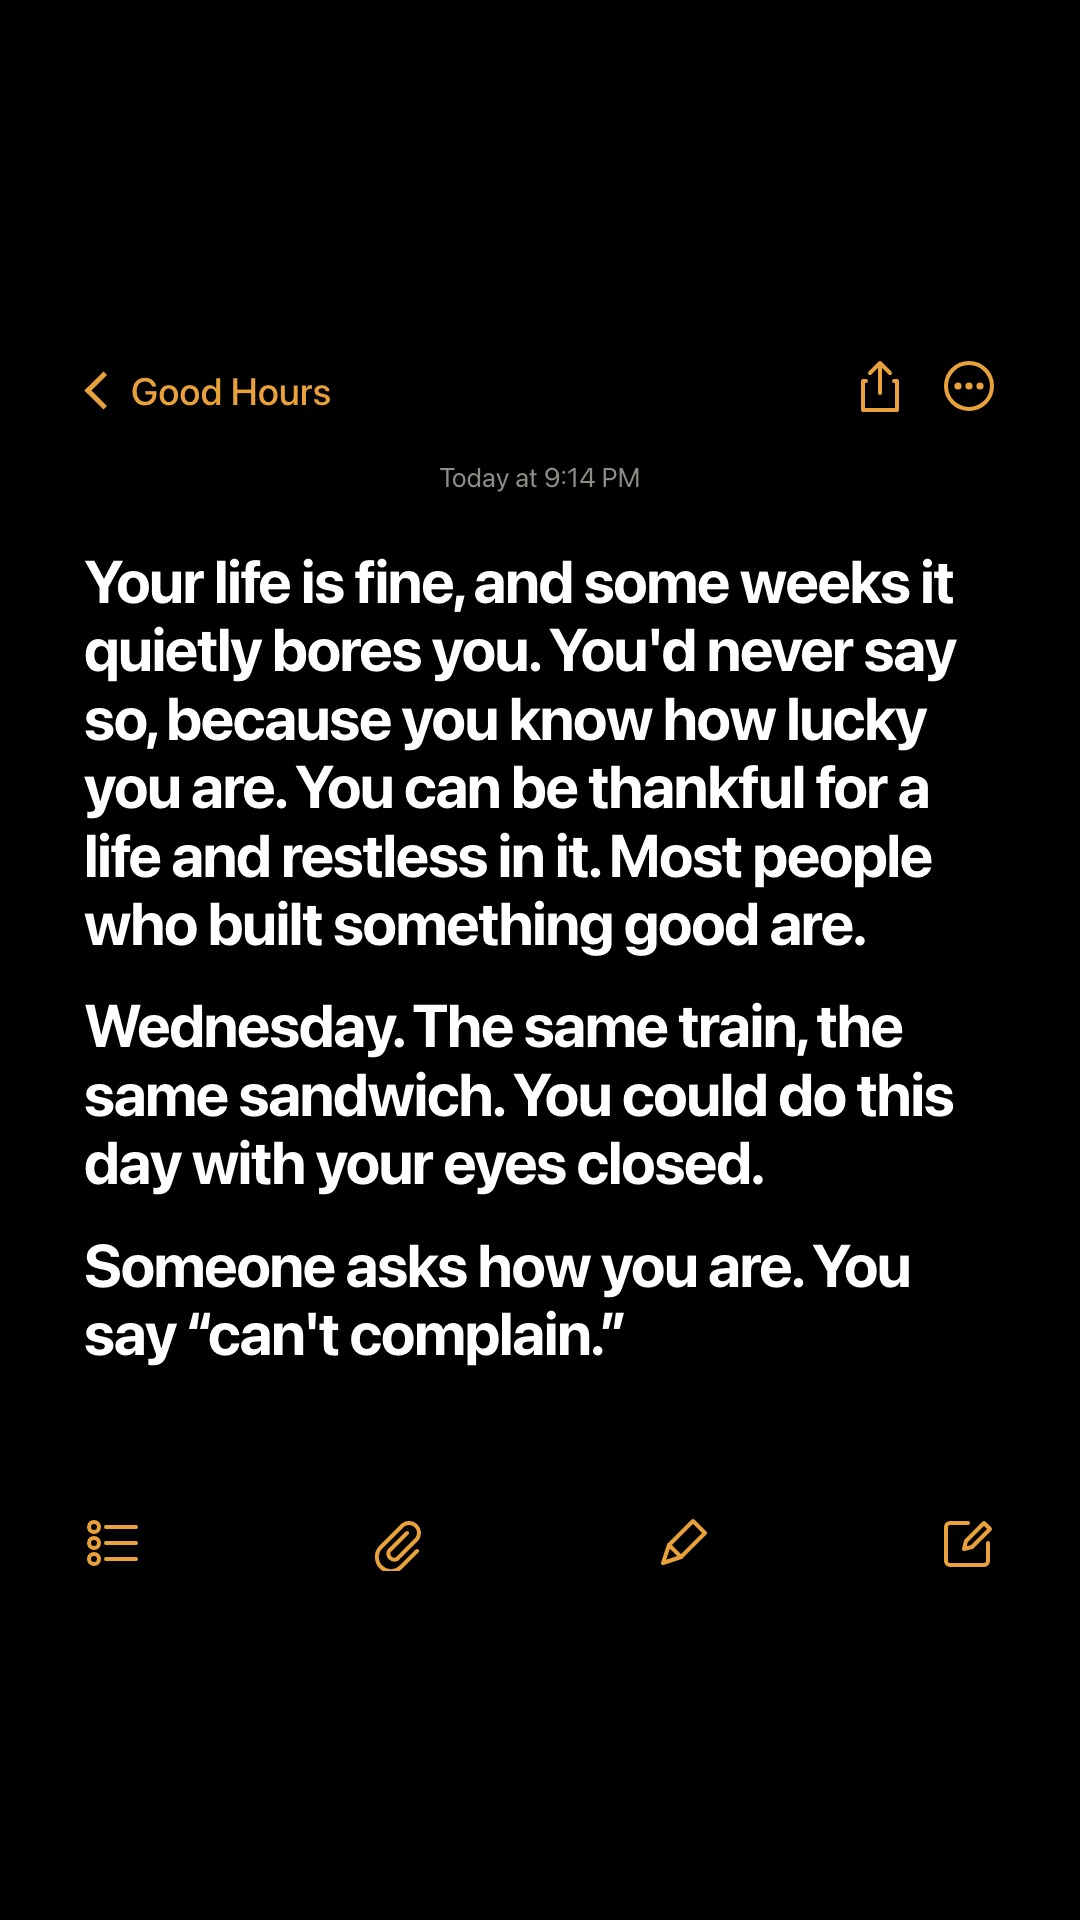 Good Hours
Today at 9:14 PM
Your life is fine, and some weeks it
quietly bores you. You'd never say
so, because you know how lucky
you are. You can be thankful for a
life and restless in it. Most people
who built something good are.
Wednesday. The same train, the
same sandwich. You could do this
day with your eyes closed.
Someone asks how you are. You
say “can't complain.”